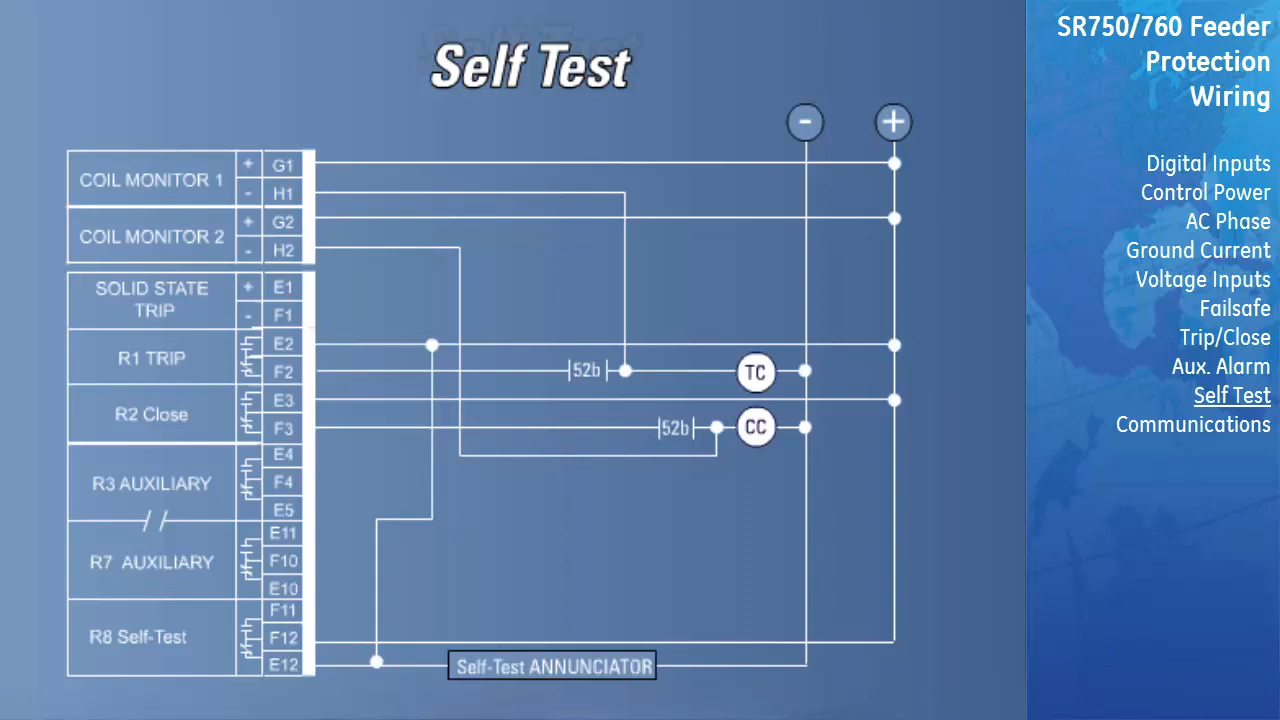 Self Test
- +
COIL MONITOR 1
+ G1
- H1
COIL MONITOR 2
+ G2
- H2
SOLID STATE
TRIP
+ E1
- F1
R1 TRIP
E2
F2
R2 Close
E3
F3
R3 AUXILIARY
E4
F4
E5
R7 AUXILIARY
E11
F10
E10
R8 Self-Test
F11
F12
E12
52b
TC
52b
CC
Self-Test ANNUNCIATOR
SR750/760 Feeder
Protection
Wiring
Digital Inputs
Control Power
AC Phase
Ground Current
Voltage Inputs
Failsafe
Trip/Close
Aux. Alarm
Self Test
Communications